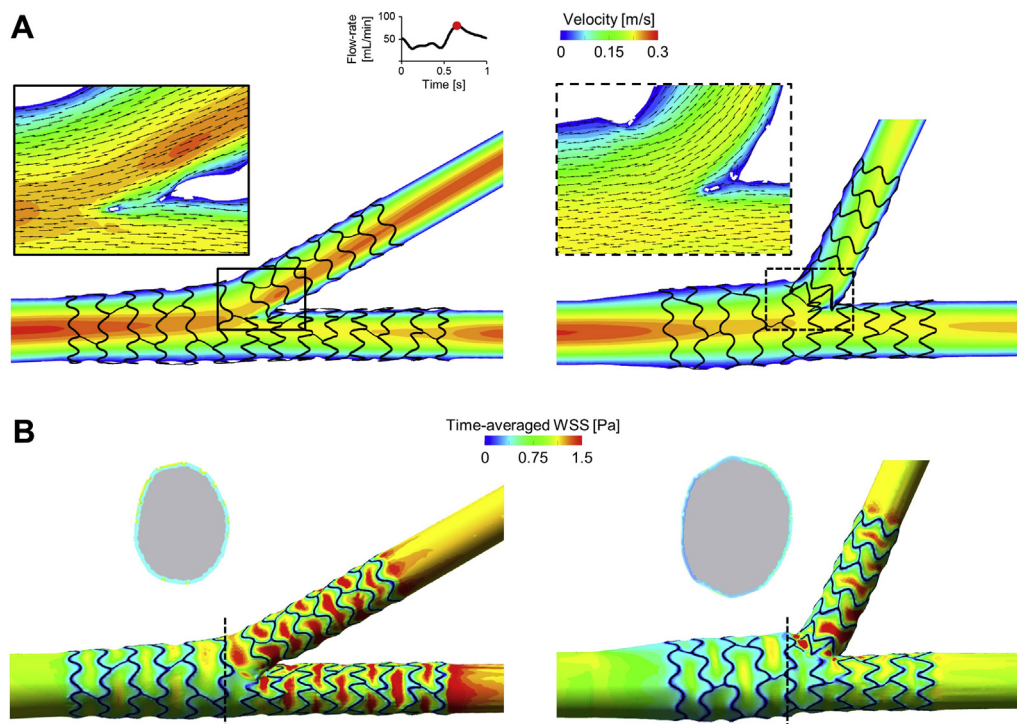 A
Flow-rate
[mL/min]
100
50
0 0.5 1
Time [s]
Velocity [m/s]
0 0.15 0.3
B
Time-averaged WSS [Pa]
0 0.75 1.5